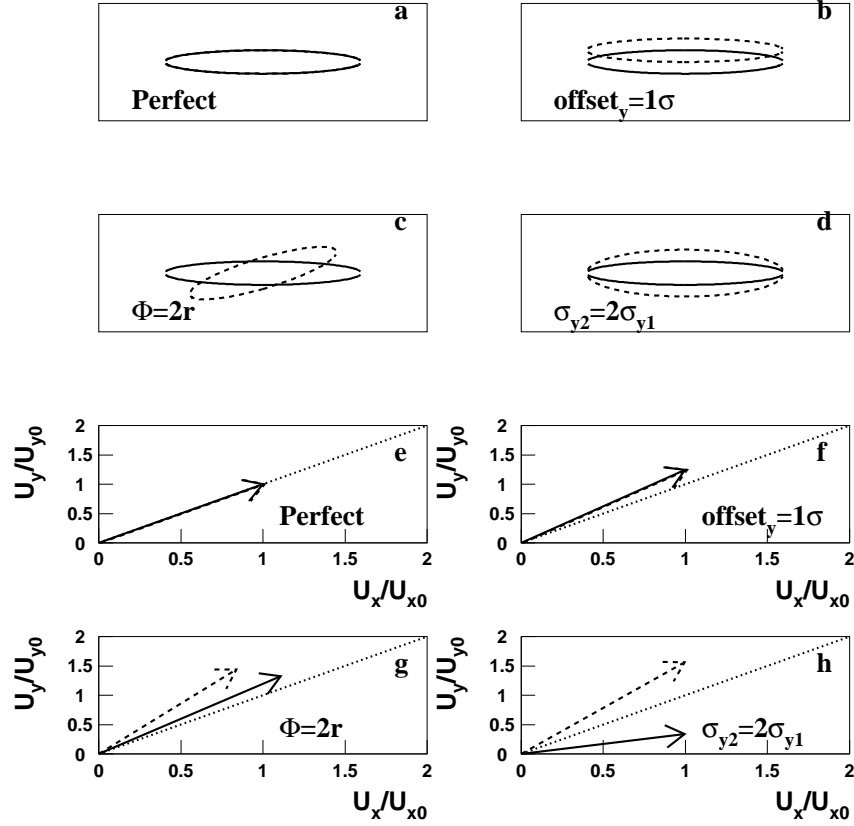 a
Perfect
b
offset_y=1σ
c
Φ=2r
d
σ_y2=2σ_y1
U_y/U_y0
2
1.5
1
0.5
0
e
Perfect
0 0.5 1 1.5 2
U_x/U_x0
U_y/U_y0
2
1.5
1
0.5
0
f
offset_y=1σ
0 0.5 1 1.5 2
U_x/U_x0
U_y/U_y0
2
1.5
1
0.5
0
g
Φ=2r
0 0.5 1 1.5 2
U_x/U_x0
U_y/U_y0
2
1.5
1
0.5
0
h
σ_y2=2σ_y1
0 0.5 1 1.5 2
U_x/U_x0